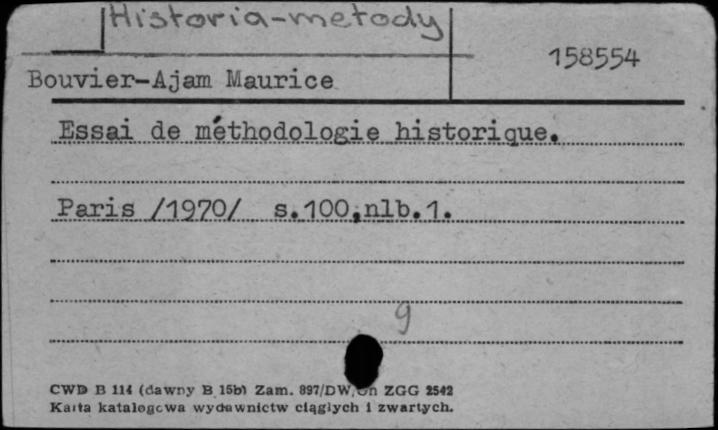 Historia-metody
158554
Bouvier-Ajam Maurice
Essai de méthodologie historique.
Paris /1970/ s.100,nlb.1.
9
CWD B 114 (dawny B 15b) Zam. 897/DW/Un ZGG 2542
Karta katalogowa wydawnictw ciągłych i zwartych.